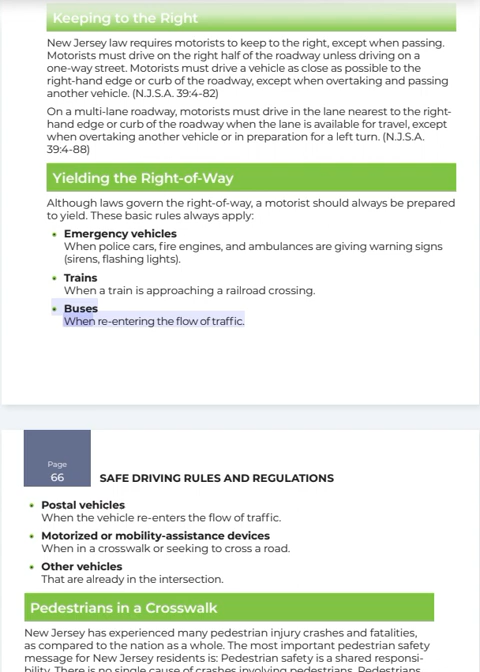 Keeping to the Right
New Jersey law requires motorists to keep to the right, except when passing.
Motorists must drive on the right half of the roadway unless driving on a
one-way street. Motorists must drive a vehicle as close as possible to the
right-hand edge or curb of the roadway, except when overtaking and passing
another vehicle. (N.J.S.A. 39:4-82)
On a multi-lane roadway, motorists must drive in the lane nearest to the right-
hand edge or curb of the roadway when the lane is available for travel, except
when overtaking another vehicle or in preparation for a left turn. (N.J.S.A.
39:4-88)
Yielding the Right-of-Way
Although laws govern the right-of-way, a motorist should always be prepared
to yield. These basic rules always apply:
• Emergency vehicles
When police cars, fire engines, and ambulances are giving warning signs
(sirens, flashing lights).
• Trains
When a train is approaching a railroad crossing.
• Buses
When re-entering the flow of traffic.
Page
66
SAFE DRIVING RULES AND REGULATIONS
• Postal vehicles
When the vehicle re-enters the flow of traffic.
• Motorized or mobility-assistance devices
When in a crosswalk or seeking to cross a road.
• Other vehicles
That are already in the intersection.
Pedestrians in a Crosswalk
New Jersey has experienced many pedestrian injury crashes and fatalities,
as compared to the nation as a whole. The most important pedestrian safety
message for New Jersey residents is: Pedestrian safety is a shared responsi-
bility. There is no single cause of crashes involving pedestrians. Pedestrians